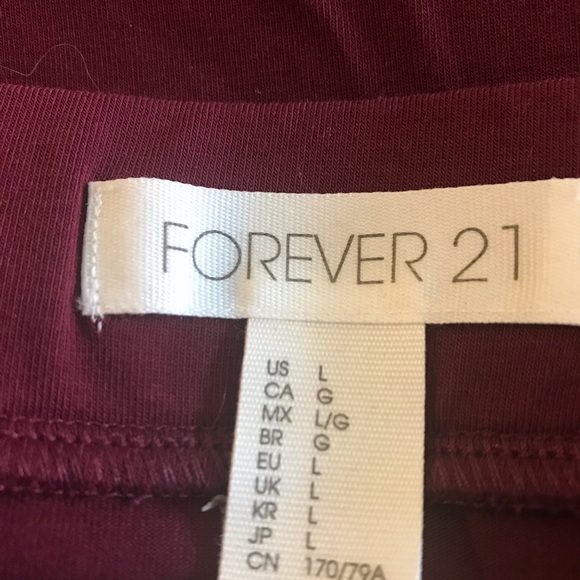 FOREVER 21
US L
CA G
MX L/G
BR G
EU L
UK L
KR L
JP L
CN 170/79A